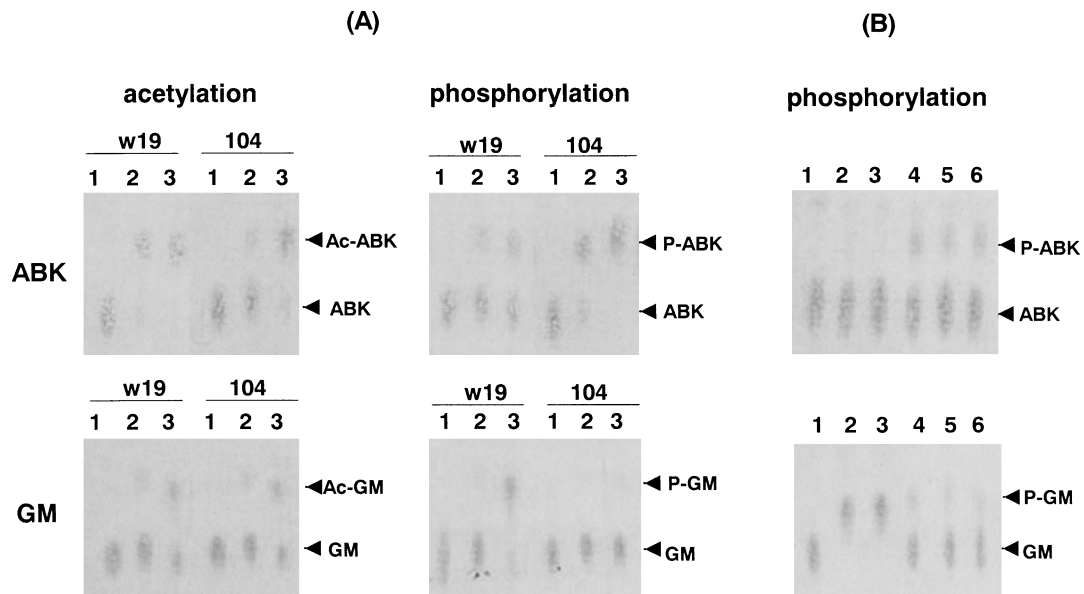 (A) (B)
acetylation phosphorylation phosphorylation
w19 104 w19 104
1 2 3 1 2 3 1 2 3 1 2 3 1 2 3 4 5 6
Ac-ABK P-ABK P-ABK
ABK
ABK ABK ABK
w19 104 w19 104
1 2 3 1 2 3 1 2 3 1 2 3 1 2 3 4 5 6
Ac-GM P-GM P-GM
GM
GM GM GM